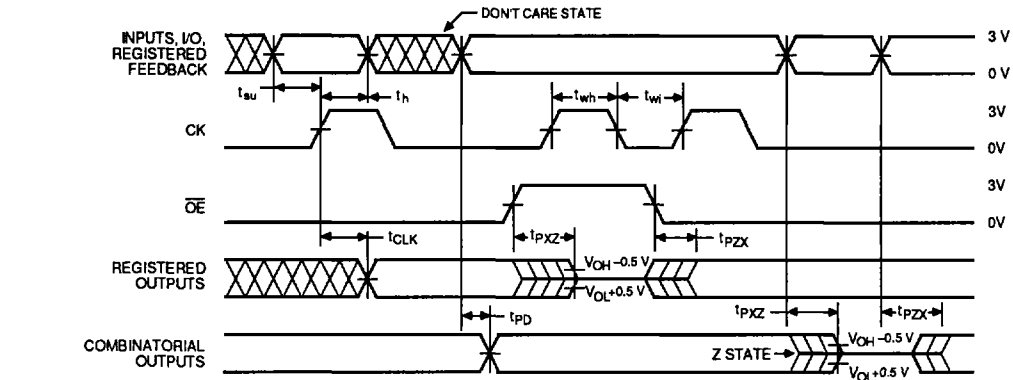 DON'T CARE STATE
INPUTS, I/O,
REGISTERED
FEEDBACK
3 V
0 V
tsu
th
twh
twi
CK
3V
0V
OE
3V
0V
tCLK
tPXZ
tPZX
REGISTERED
OUTPUTS
VOH -0.5 V
VOL+0.5 V
tPD
tPXZ
tPZX
COMBINATORIAL
OUTPUTS
Z STATE
VOH -0.5 V
VOL+0.5 V